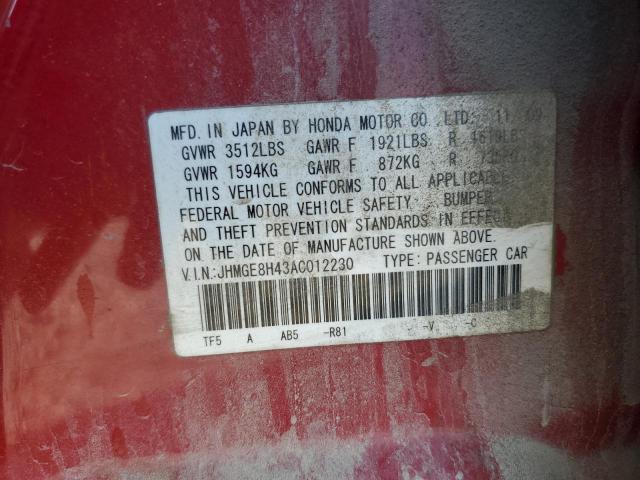 MFD. IN JAPAN BY HONDA MOTOR CO., LTD. 11
GVWR 3512LBS GAWR F 1921LBS R
GVWR 1594KG GAWR F 872KG R
THIS VEHICLE CONFORMS TO ALL APPLICABLE
FEDERAL MOTOR VEHICLE SAFETY, BUMPER,
AND THEFT PREVENTION STANDARDS IN EFFECT
ON THE DATE OF MANUFACTURE SHOWN ABOVE.
V.I.N:JHMGE8H43AC012230 TYPE: PASSENGER CAR
TF5 A AB5 -R81 -V -C